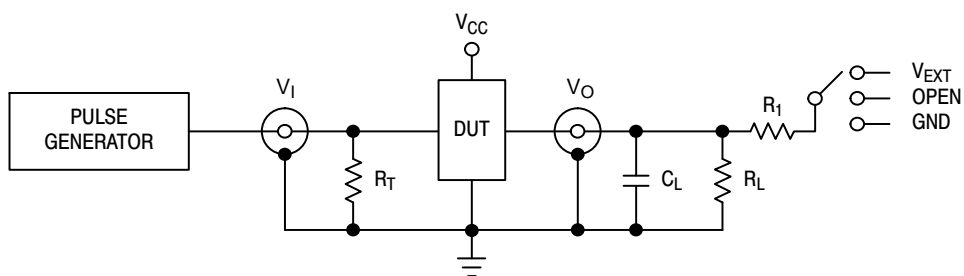 V_CC
V_I
V_O
PULSE
GENERATOR
DUT
R_T
C_L
R_L
R_1
V_EXT
OPEN
GND